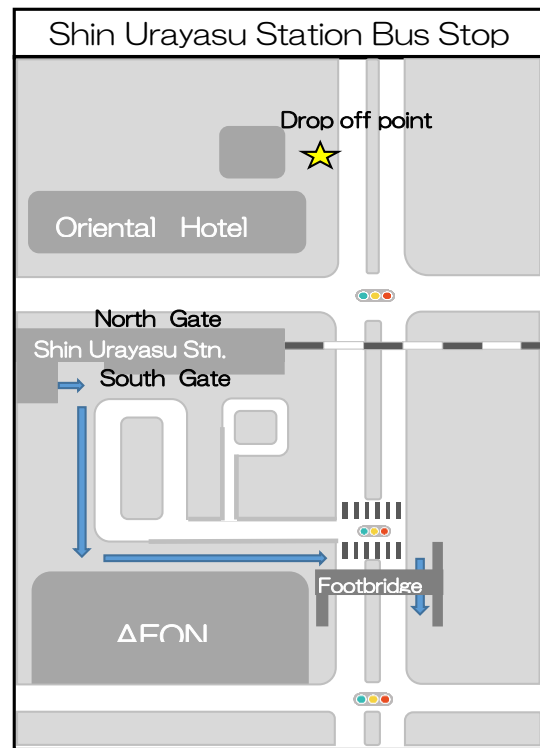 Shin Urayasu Station Bus Stop
Drop off point
Oriental Hotel
North Gate
Shin Urayasu Stn.
South Gate
Footbridge
AEON